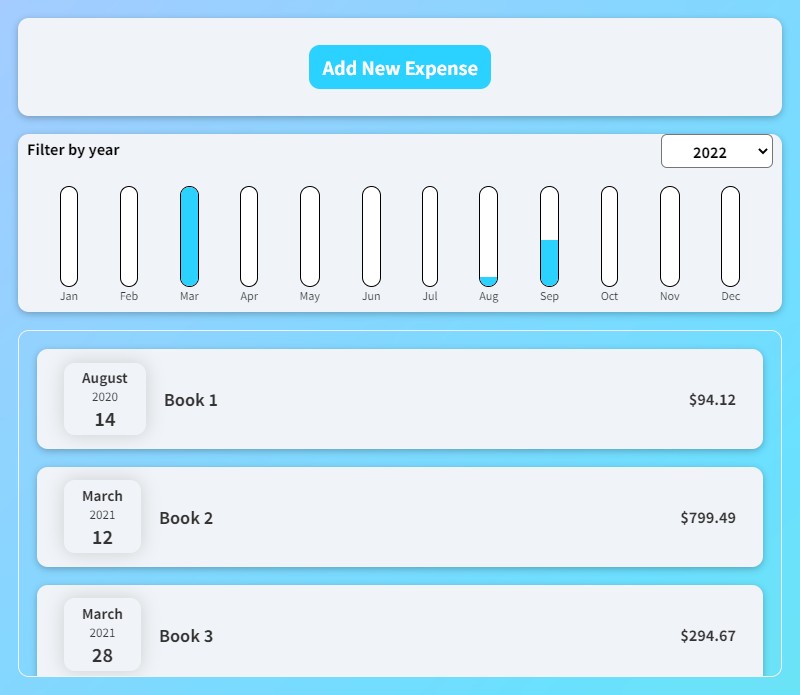 Add New Expense
Filter by year
2022
Jan Feb Mar Apr May Jun Jul Aug Sep Oct Nov Dec
August
2020
14
Book 1
$94.12
March
2021
12
Book 2
$799.49
March
2021
28
Book 3
$294.67